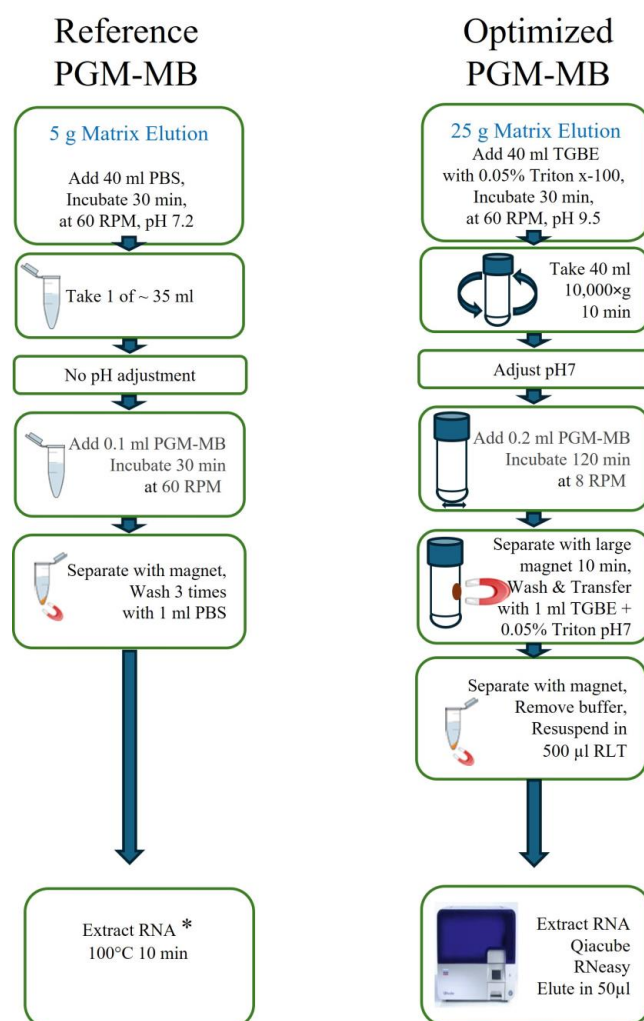 Reference
PGM-MB
5 g Matrix Elution
Add 40 ml PBS,
Incubate 30 min,
at 60 RPM, pH 7.2
Take 1 of ~ 35 ml
No pH adjustment
Add 0.1 ml PGM-MB
Incubate 30 min
at 60 RPM
Separate with magnet,
Wash 3 times
with 1 ml PBS
Extract RNA *
100°C 10 min
Optimized
PGM-MB
25 g Matrix Elution
Add 40 ml TGBE
with 0.05% Triton x-100,
Incubate 30 min,
at 60 RPM, pH 9.5
Take 40 ml
10,000×g
10 min
Adjust pH7
Add 0.2 ml PGM-MB
Incubate 120 min
at 8 RPM
Separate with large
magnet 10 min,
Wash & Transfer
with 1 ml TGBE +
0.05% Triton pH7
Separate with magnet,
Remove buffer,
Resuspend in
500 µl RLT
Extract RNA
Qiacube
RNeasy
Elute in 50µl